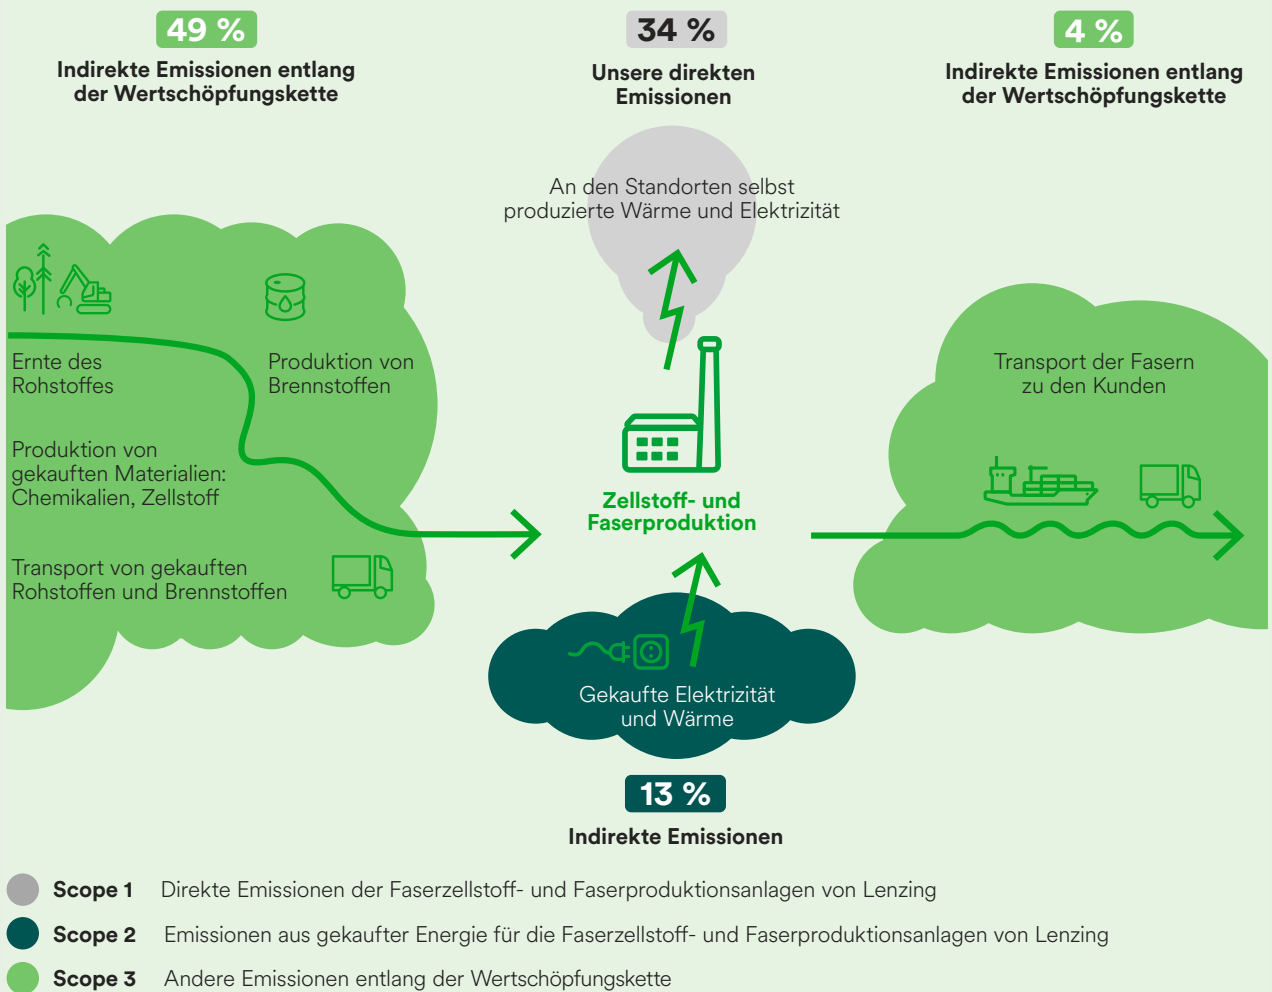 49 %
Indirekte Emissionen entlang
der Wertschöpfungskette
34 %
Unsere direkten
Emissionen
4 %
Indirekte Emissionen entlang
der Wertschöpfungskette
An den Standorten selbst
produzierte Wärme und Elektrizität
Ernte des
Rohstoffes
Produktion von
Brennstoffen
Produktion von
gekauften Materialien:
Chemikalien, Zellstoff
Transport von gekauften
Rohstoffen und Brennstoffen
Zellstoff- und
Faserproduktion
Transport der Fasern
zu den Kunden
Gekaufte Elektrizität
und Wärme
13 %
Indirekte Emissionen
Scope 1 Direkte Emissionen der Faserzellstoff- und Faserproduktionsanlagen von Lenzing
Scope 2 Emissionen aus gekaufter Energie für die Faserzellstoff- und Faserproduktionsanlagen von Lenzing
Scope 3 Andere Emissionen entlang der Wertschöpfungskette